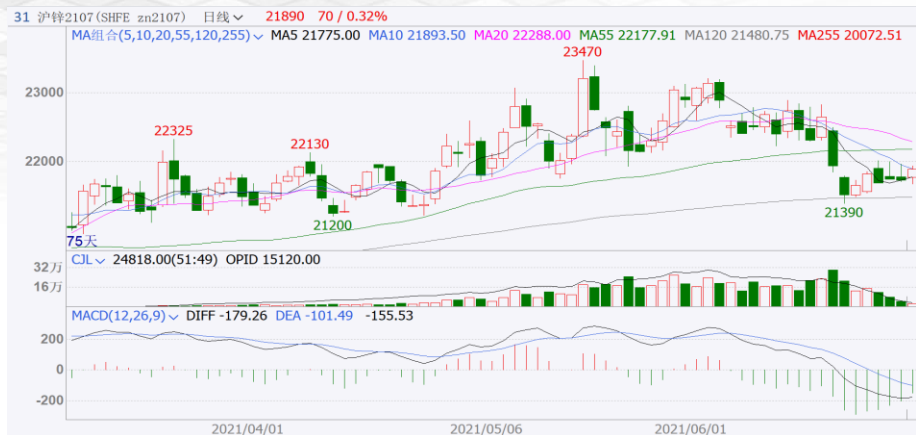 31 沪锌2107(SHFE zn2107) 日线 21890 70 / 0.32%
MA组合(5,10,20,55,120,255) MA5 21775.00 MA10 21893.50 MA20 22288.00 MA55 22177.91 MA120 21480.75 MA255 20072.51
23470
23000
22325
22130
22000
21200
21390
75天
CJL 24818.00(51:49) OPID 15120.00
32万
16万
MACD(12,26,9) DIFF -179.26 DEA -101.49 -155.53
200
0
-200
2021/04/01 2021/05/06 2021/06/01